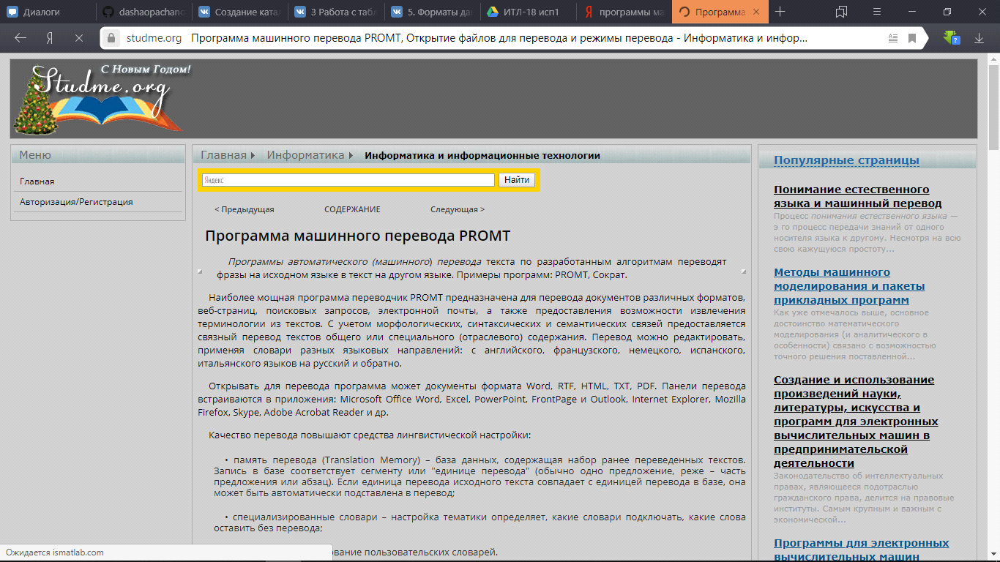 Диалоги
dashaopachano
Создание ката
3 Работа с табл
5. Форматы да
ИТЛ-18 исп1
программы ма
Программа
studme.org Программа машинного перевода PROMT, Открытие файлов для перевода и режимы перевода - Информатика и инфор...
С Новым Годом!
Studme.org
Меню
Главная
Авторизация/Регистрация
Главная Информатика Информатика и информационные технологии
Яндекс
Найти
< Предыдущая СОДЕРЖАНИЕ Следующая >
Программа машинного перевода PROMT
Программы автоматического (машинного) перевода текста по разработанным алгоритмам переводят
фразы на исходном языке в текст на другом языке. Примеры программ: PROMT, Сократ.
Наиболее мощная программа переводчик PROMT предназначена для перевода документов различных форматов,
веб-страниц, поисковых запросов, электронной почты, а также предоставления возможности извлечения
терминологии из текстов. С учетом морфологических, синтаксических и семантических связей предоставляется
связный перевод текстов общего или специального (отраслевого) содержания. Перевод можно редактировать,
применяя словари разных языковых направлений: с английского, французского, немецкого, испанского,
итальянского языков на русский и обратно.
Открывать для перевода программа может документы формата Word, RTF, HTML, TXT, PDF. Панели перевода
встраиваются в приложения: Microsoft Office Word, Excel, PowerPoint, FrontPage и Outlook, Internet Explorer, Mozilla
Firefox, Skype, Adobe Acrobat Reader и др.
Качество перевода повышают средства лингвистической настройки:
• память перевода (Translation Memory) – база данных, содержащая набор ранее переведенных текстов.
Запись в базе соответствует сегменту или "единице перевода" (обычно одно предложение, реже – часть
предложения или абзац). Если единица перевода исходного текста совпадает с единицей перевода в базе, она
может быть автоматически подставлена в перевод;
• специализированные словари – настройка тематики определяет, какие словари подключать, какие слова
оставить без перевода;
ование пользовательских словарей.
Популярные страницы
Понимание естественного
языка и машинный перевод
Процесс понимания естественного языка —
э го процесс передачи знаний от одного
носителя языка к другому. Несмотря на всю
свою кажущуюся простоту...
Методы машинного
моделирования и пакеты
прикладных программ
Как уже отмечалось выше, основное
достоинство математического
моделирования (и аналитического в
особенности) связано с возможностью
точного решения поставленной...
Создание и использование
произведений науки,
литературы, искусства и
программ для электронных
вычислительных машин в
предпринимательской
деятельности
Законодательство об интеллектуальных
правах, являющееся подотраслью
гражданского права, делится на правовые
институты. Самым крупным и важным с
экономической...
Программы для электронных
вычислительных машин
Ожидается ismatlab.com